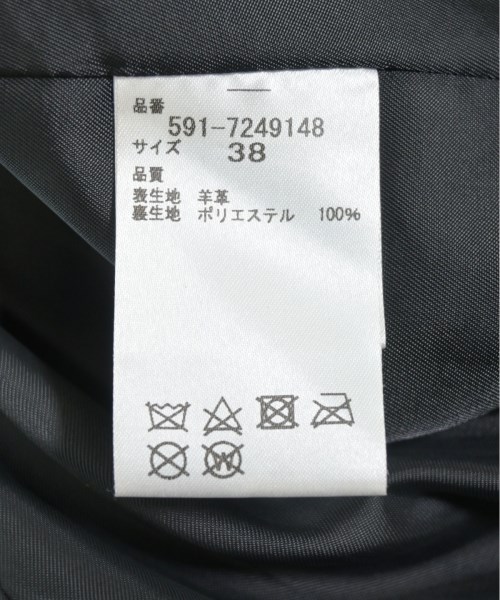 品番
591-7249148
サイズ 38
品質
表生地 羊革
裏生地 ポリエステル 100%
W